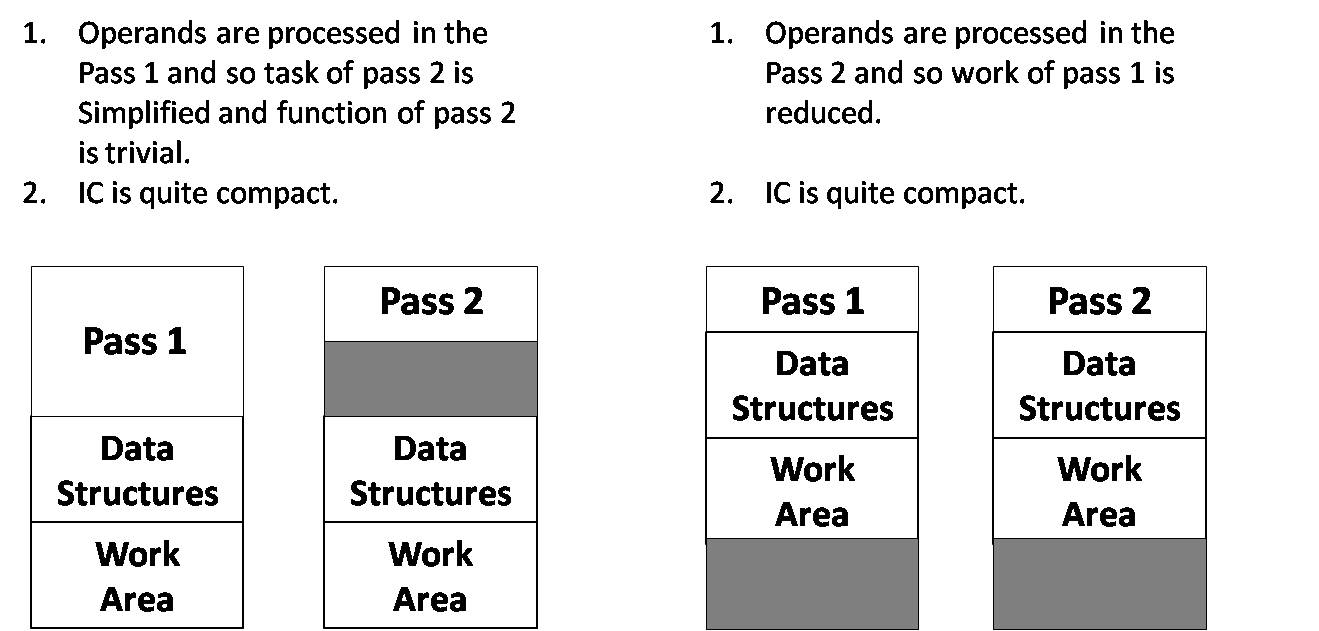 1. Operands are processed in the
Pass 1 and so task of pass 2 is
Simplified and function of pass 2
is trivial.
2. IC is quite compact.
1. Operands are processed in the
Pass 2 and so work of pass 1 is
reduced.
2. IC is quite compact.
Pass 1
Data
Structures
Work
Area
Pass 2
Data
Structures
Work
Area
Pass 1
Data
Structures
Work
Area
Pass 2
Data
Structures
Work
Area